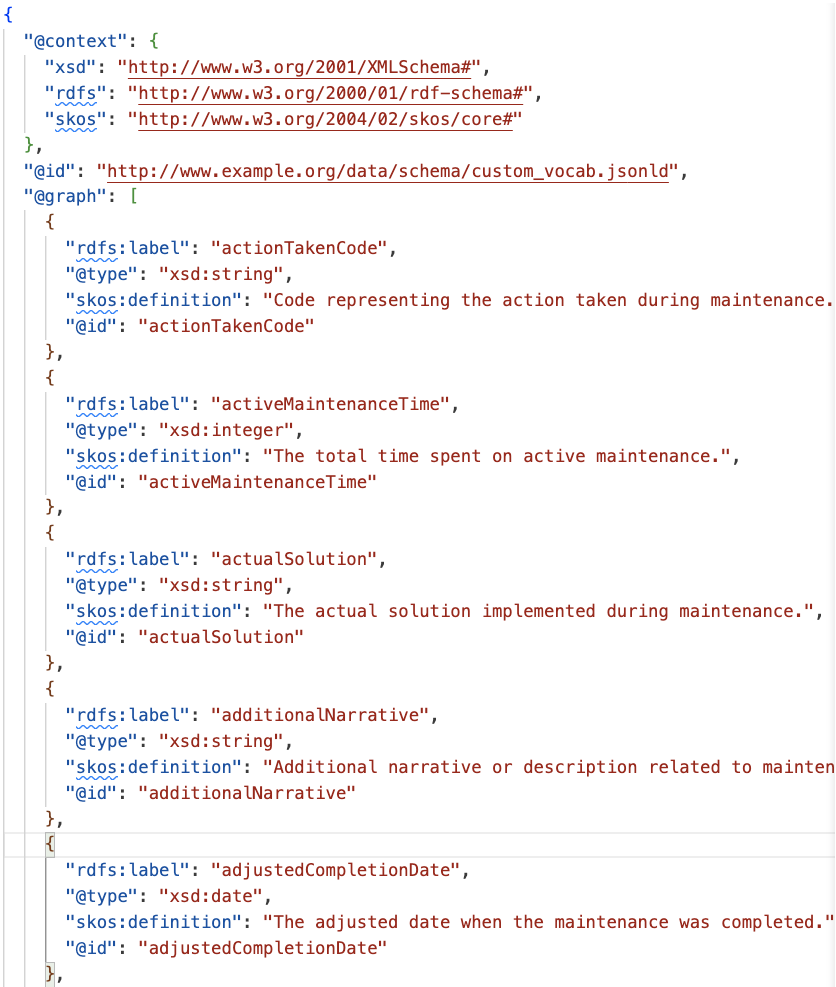 {
  "@context": {
    "xsd": "http://www.w3.org/2001/XMLSchema#",
    "rdfs": "http://www.w3.org/2000/01/rdf-schema#",
    "skos": "http://www.w3.org/2004/02/skos/core#"
  },
  "@id": "http://www.example.org/data/schema/custom_vocab.jsonld",
  "@graph": [
    {
      "rdfs:label": "actionTakenCode",
      "@type": "xsd:string",
      "skos:definition": "Code representing the action taken during maintenance.
      "@id": "actionTakenCode"
    },
    {
      "rdfs:label": "activeMaintenanceTime",
      "@type": "xsd:integer",
      "skos:definition": "The total time spent on active maintenance.",
      "@id": "activeMaintenanceTime"
    },
    {
      "rdfs:label": "actualSolution",
      "@type": "xsd:string",
      "skos:definition": "The actual solution implemented during maintenance.",
      "@id": "actualSolution"
    },
    {
      "rdfs:label": "additionalNarrative",
      "@type": "xsd:string",
      "skos:definition": "Additional narrative or description related to mainten
      "@id": "additionalNarrative"
    },
    {
      "rdfs:label": "adjustedCompletionDate",
      "@type": "xsd:date",
      "skos:definition": "The adjusted date when the maintenance was completed."
      "@id": "adjustedCompletionDate"
    },